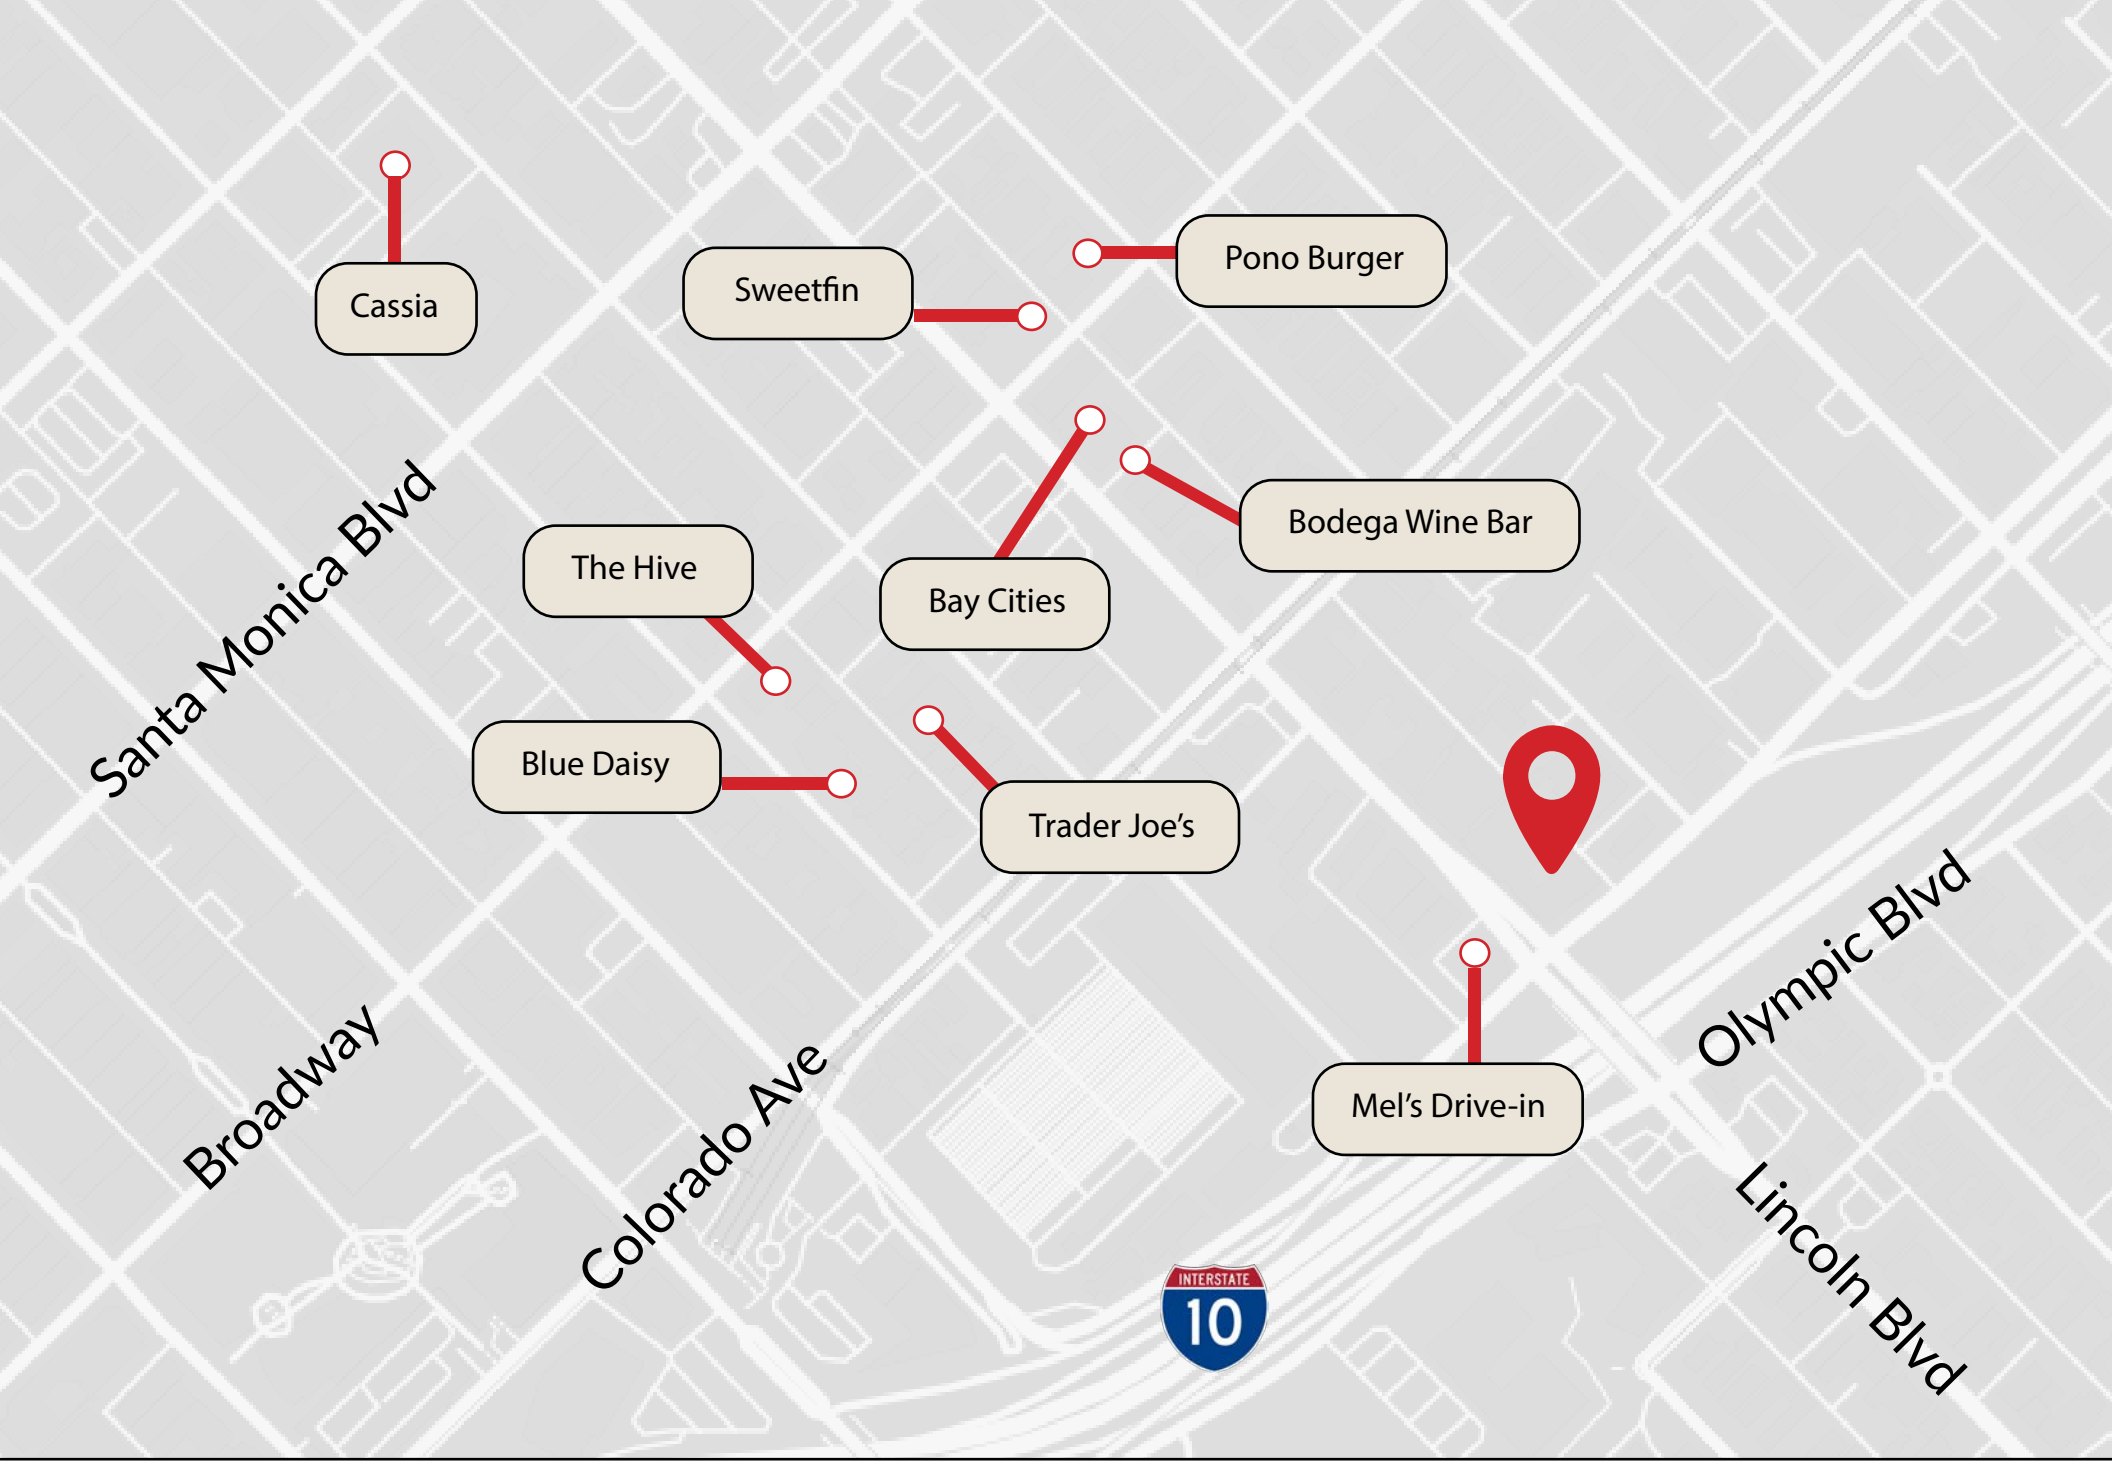 Pono Burger
Sweetfin
Cassia
Santa Monica Blvd
Bodega Wine Bar
The Hive
Bay Cities
Blue Daisy
Trader Joe’s
Olympic Blvd
Broadway
Colorado Ave
Mel’s Drive-in
Lincoln Blvd
INTERSTATE
10